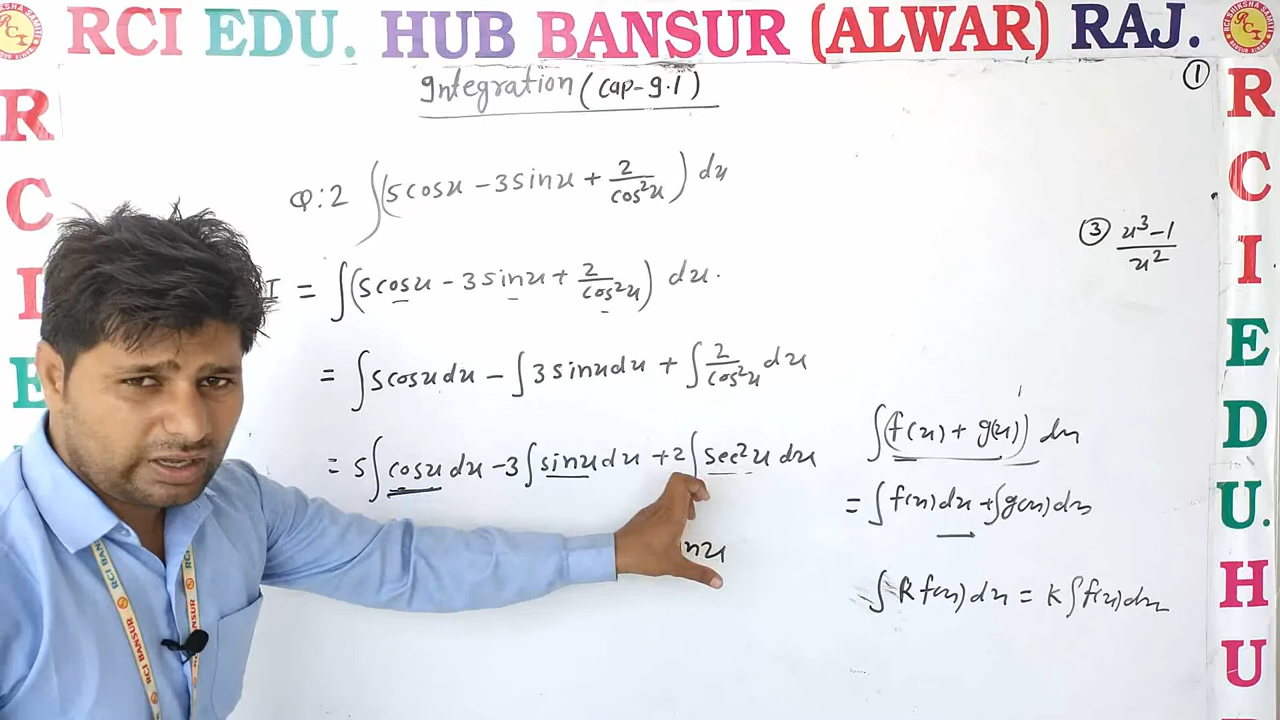 RCI EDU. HUB BANSUR (ALWAR) RAJ.
Integration (Cap-9.1)
①
Q:2 ∫(5cosx - 3sinx + 2/cos²x) dx
③ x³-1/x²
I = ∫(5cosx - 3sinx + 2/cos²x) dx.
= ∫5cosx dx - ∫3sinx dx + ∫2/cos²x dx
= 5∫cosx dx - 3∫sinx dx + 2∫sec²x dx
nx
∫(f(x) + g(x)) dx
= ∫f(x)dx + ∫g(x)dx
∫k f(x)dx = k∫f(x)dx
R
C
I
E
R
C
I
E
D
U.
H
U